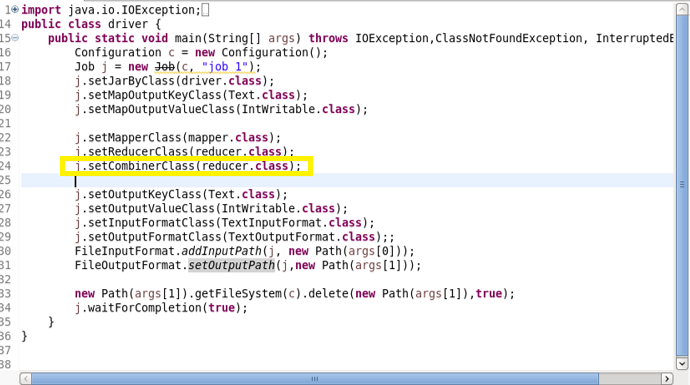 1 import java.io.IOException;
14 public class driver {
15 public static void main(String[] args) throws IOException,ClassNotFoundException,
16 Configuration c = new Configuration();
17 Job j = new Job(c, "job 1");
18 j.setJarByClass(driver.class);
19 j.setMapOutputKeyClass(Text.class);
20 j.setMapOutputValueClass(IntWritable.class);
21
22 j.setMapperClass(mapper.class);
23 j.setReducerClass(reducer.class);
24 j.setCombinerClass(reducer.class);
25
26 j.setOutputKeyClass(Text.class);
27 j.setOutputValueClass(IntWritable.class);
28 j.setInputFormatClass(TextInputFormat.class);
29 j.setOutputFormatClass(TextOutputFormat.class);;
30 FileInputFormat.addInputPath(j, new Path(args[0]));
31 FileOutputFormat.setOutputPath(j,new Path(args[1]));
32
33 new Path(args[1]).getFileSystem(c).delete(new Path(args[1]),true);
34 j.waitForCompletion(true);
35 }
36 }
37
38